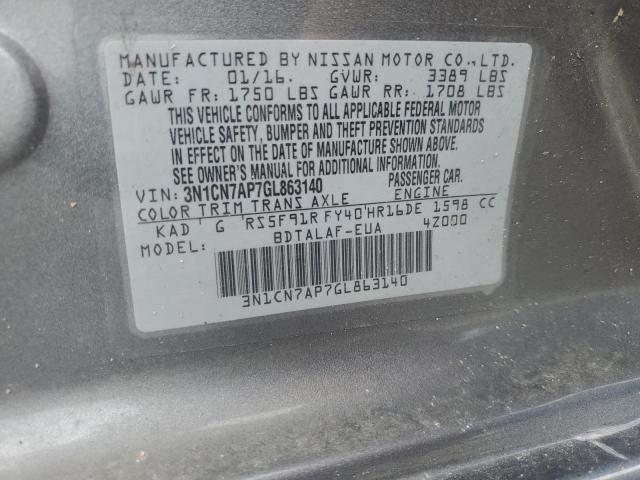 MANUFACTURED BY NISSAN MOTOR CO.,LTD.
DATE: 01/16. GVWR: 3389 LBS
GAWR FR: 1750 LBS GAWR RR: 1708 LBS
THIS VEHICLE CONFORMS TO ALL APPLICABLE FEDERAL MOTOR
VEHICLE SAFETY, BUMPER AND THEFT PREVENTION STANDARDS
IN EFFECT ON THE DATE OF MANUFACTURE SHOWN ABOVE.
SEE OWNER'S MANUAL FOR ADDITIONAL INFORMATION.
VIN: 3N1CN7AP7GL863140 PASSENGER CAR.
COLOR TRIM TRANS AXLE ENGINE
KAD ' G 'RS5F91R FY40'HR16DE 1598 CC
MODEL: BDTALAF-EUA 4Z000
3N1CN7AP7GL863140